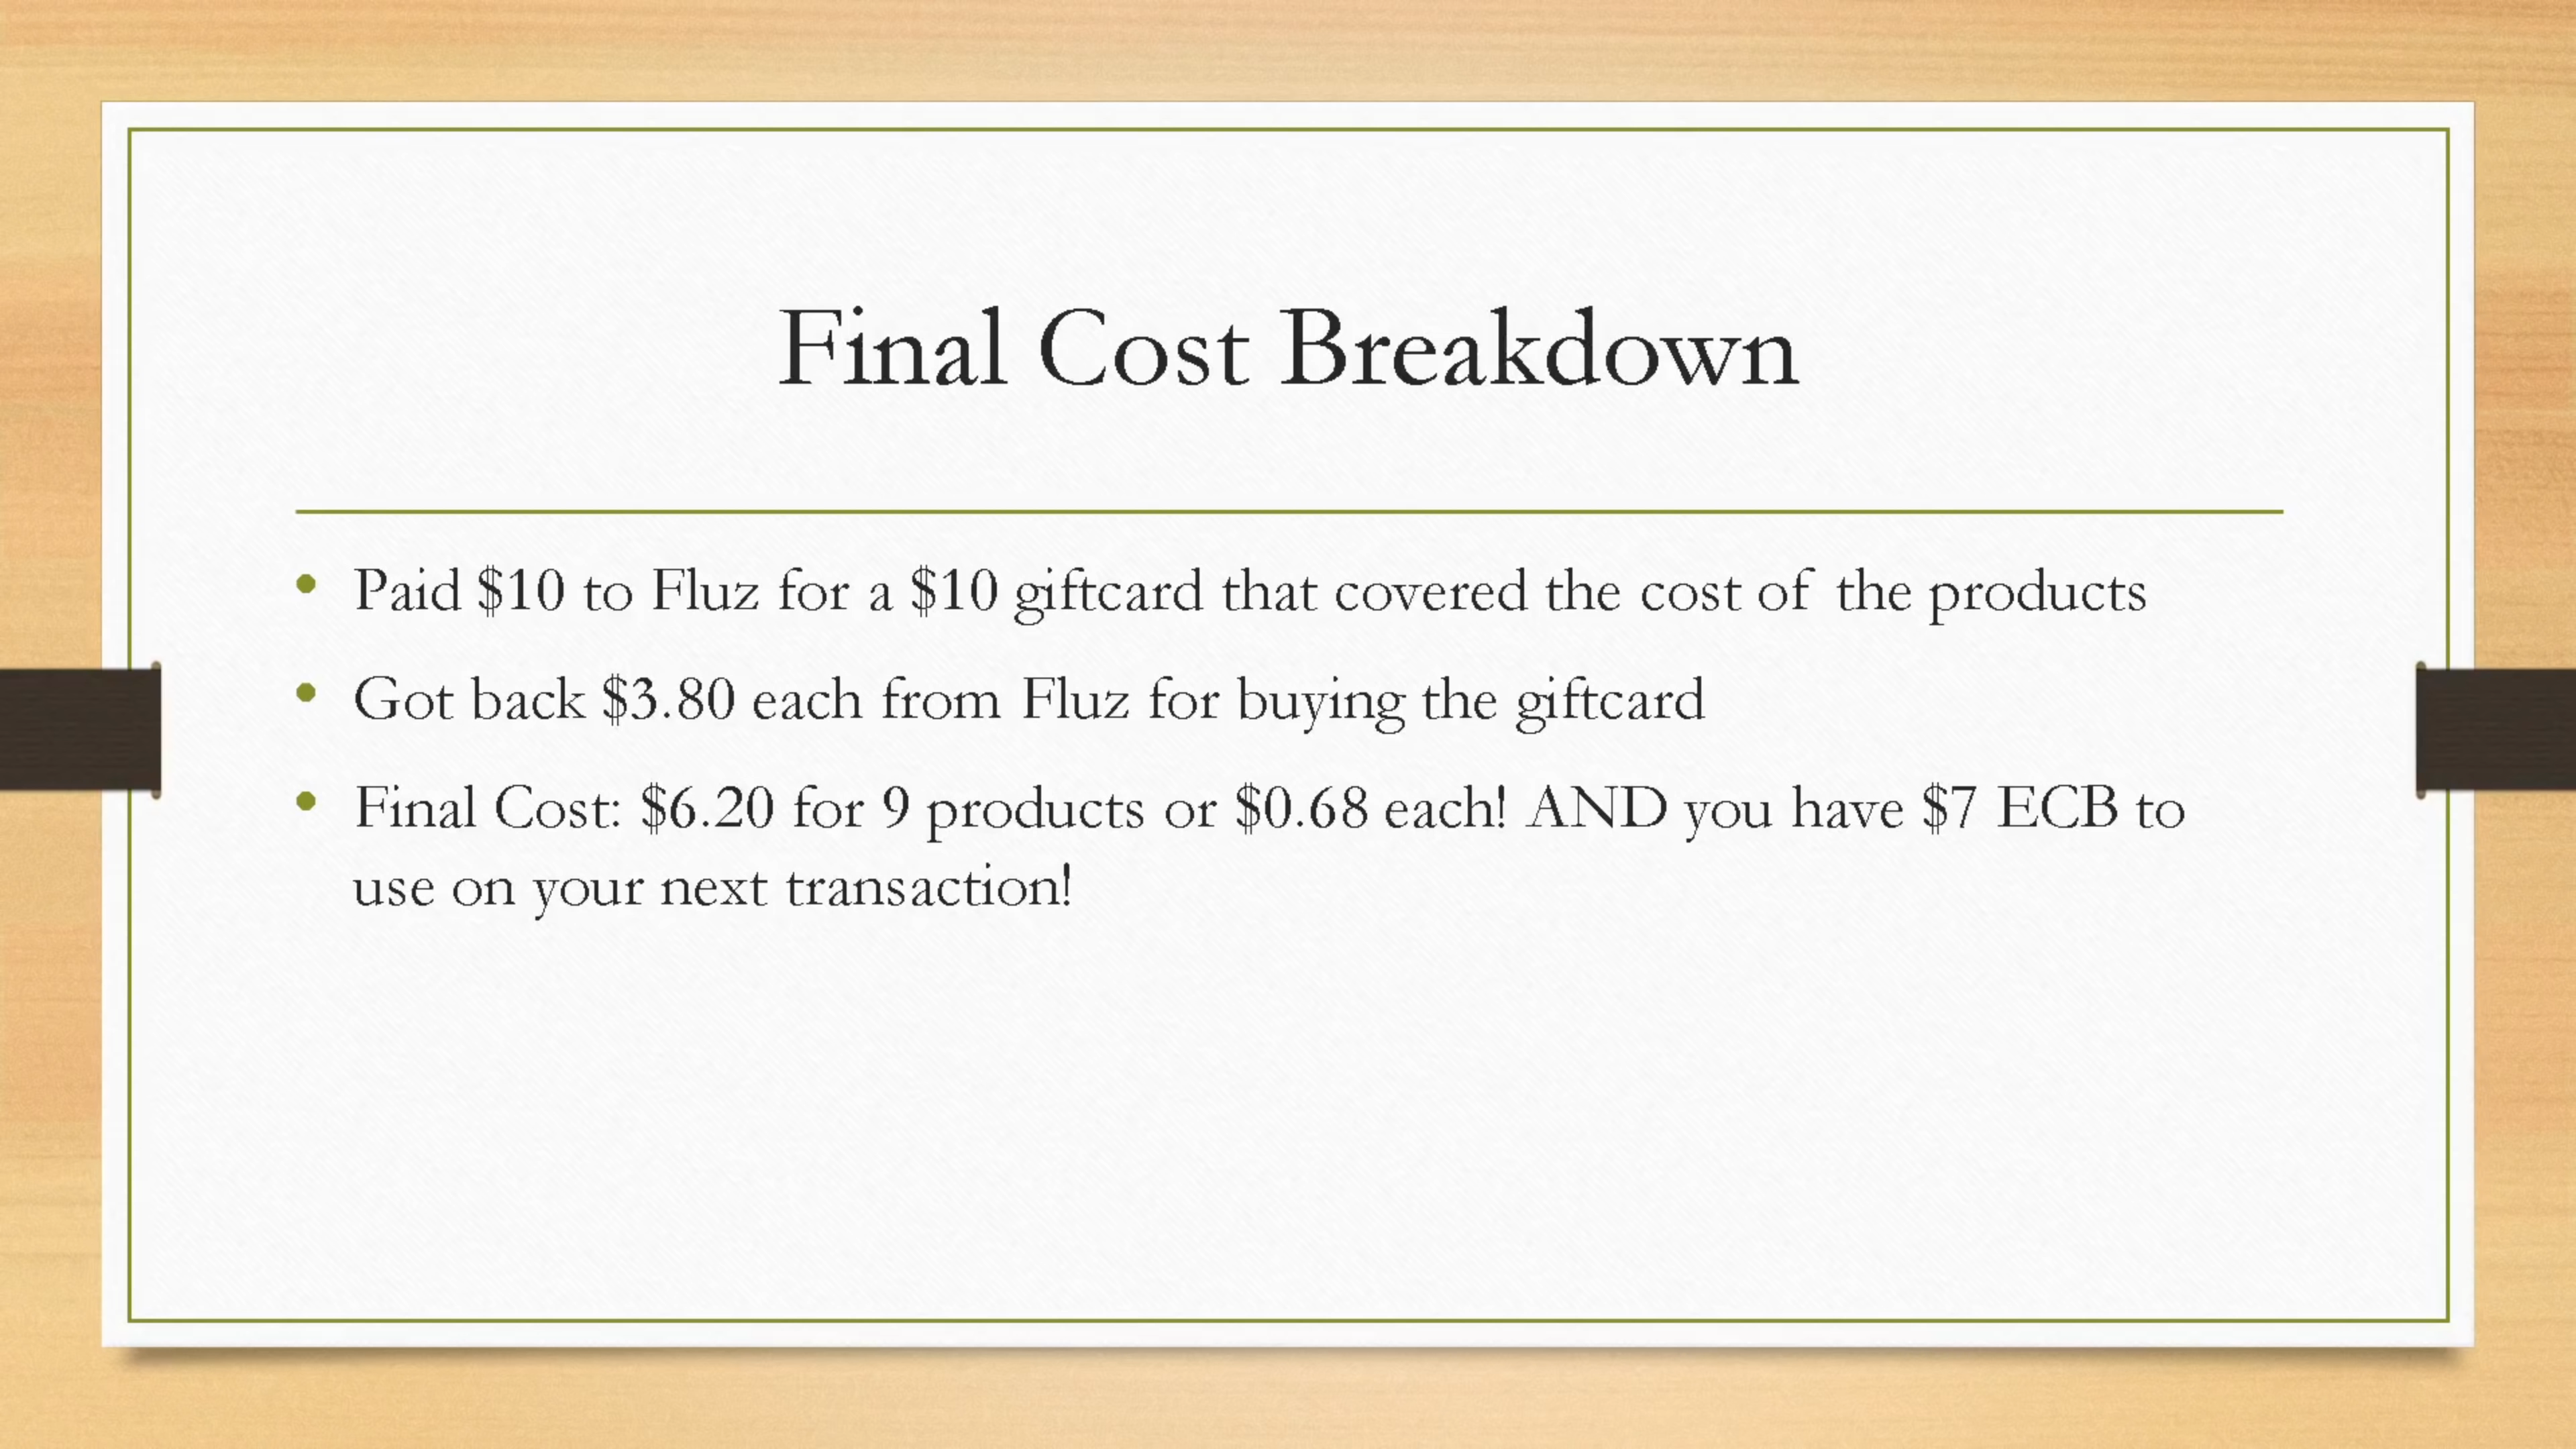 Final Cost Breakdown
• Paid $10 to Fluz for a $10 giftcard that covered the cost of the products
• Got back $3.80 each from Fluz for buying the giftcard
• Final Cost: $6.20 for 9 products or $0.68 each! AND you have $7 ECB to
use on your next transaction!